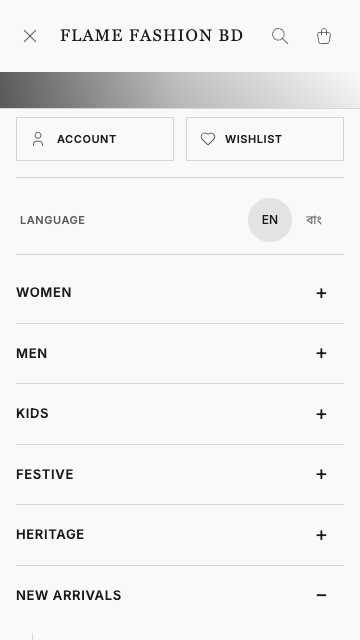 FLAME FASHION BD
ACCOUNT
WISHLIST
LANGUAGE
EN
বাং
WOMEN
+
MEN
+
KIDS
+
FESTIVE
+
HERITAGE
+
NEW ARRIVALS
−